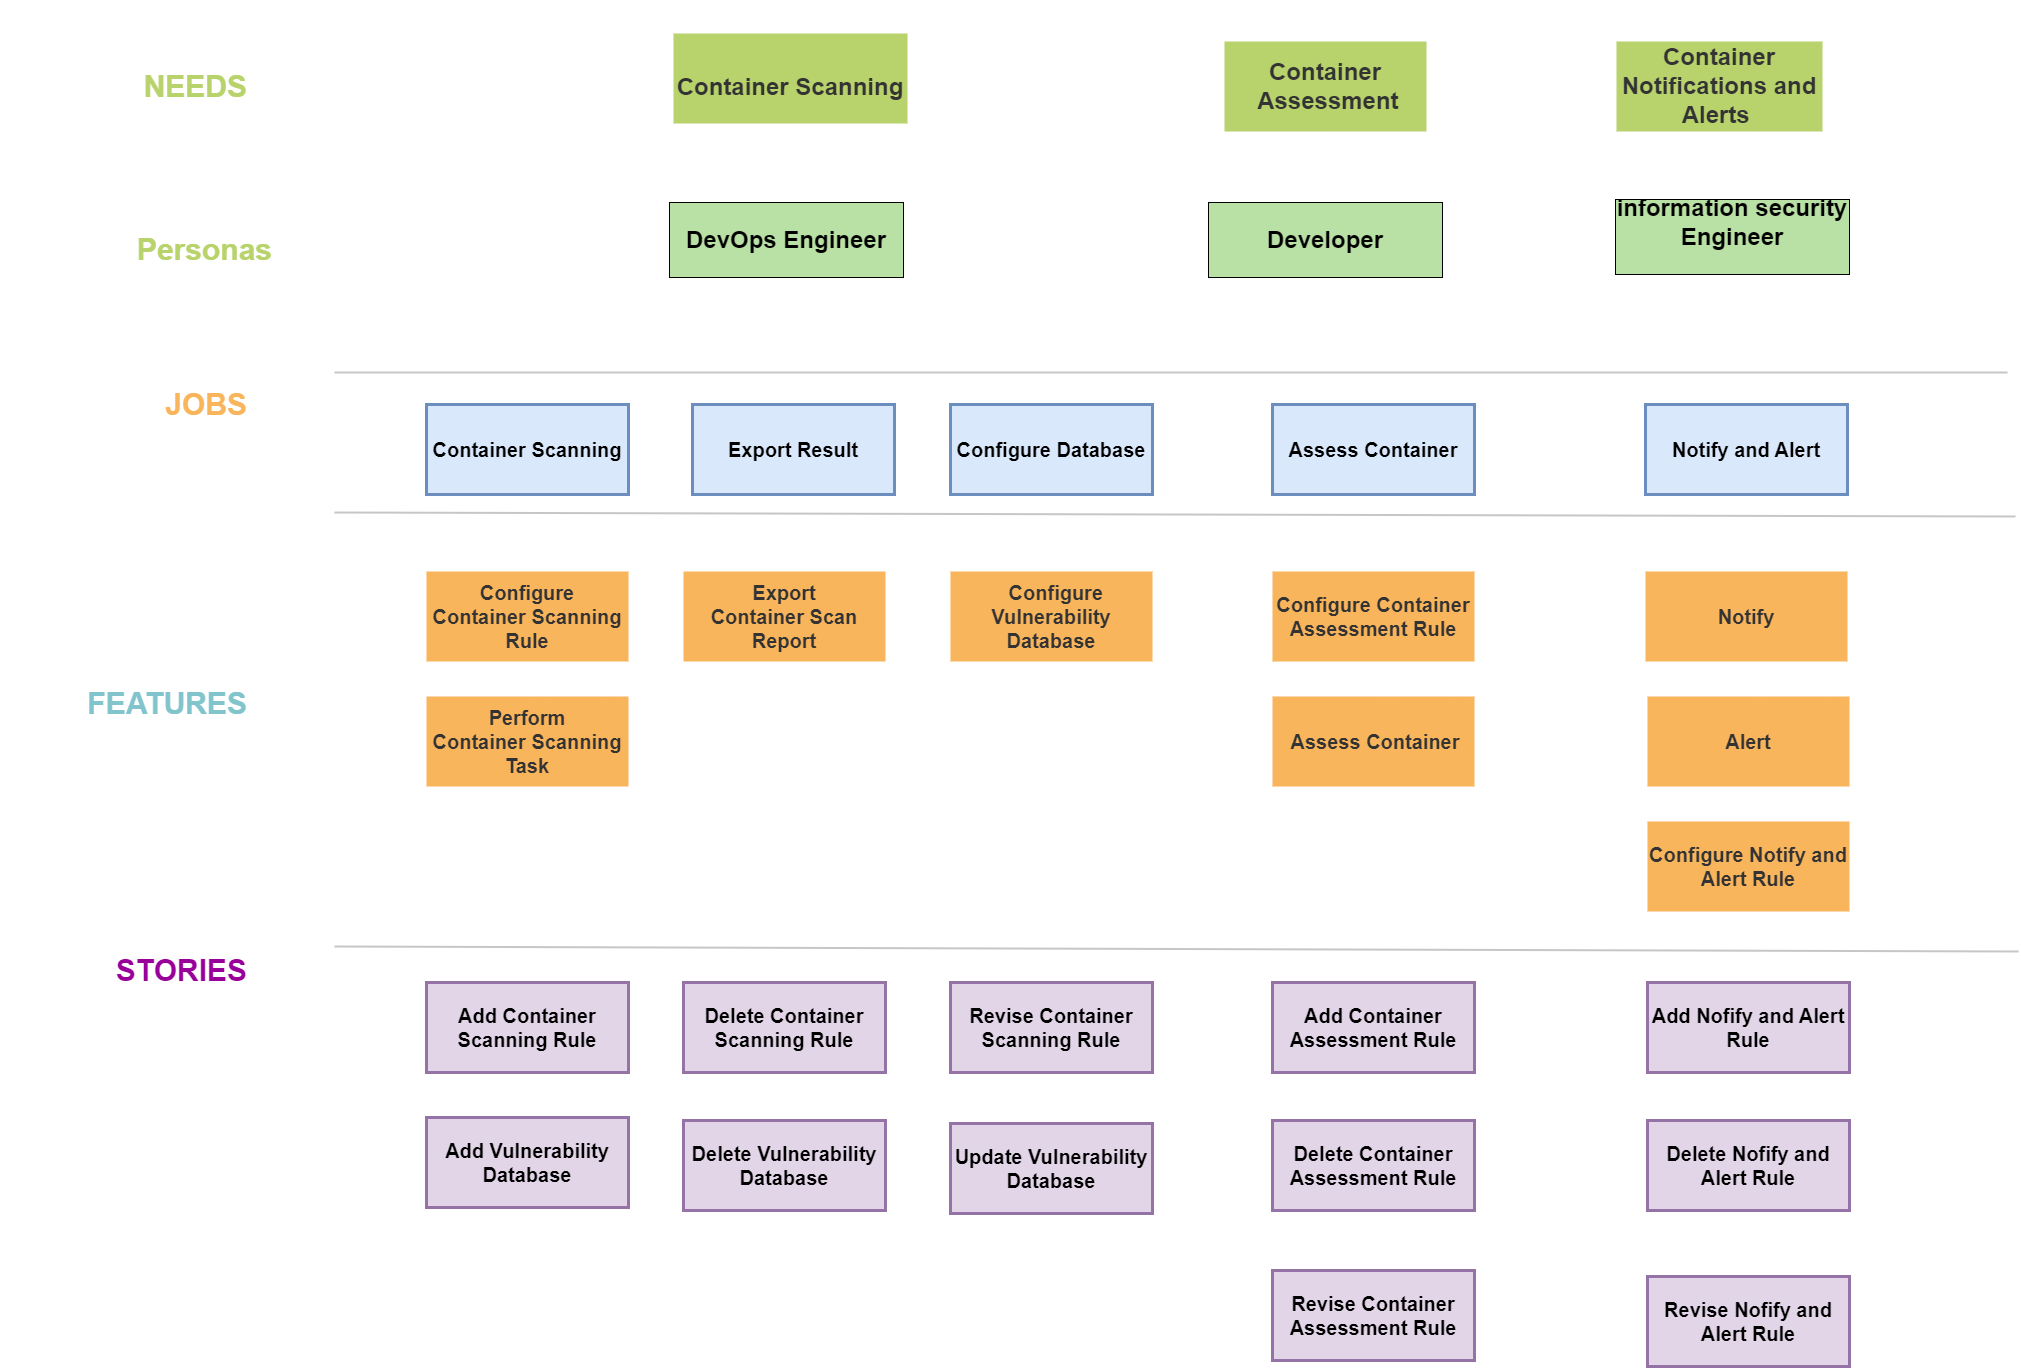 NEEDS
Container Scanning
Container
Assessment
Container
Notifications and
Alerts
Personas
DevOps Engineer
Developer
information security
Engineer
JOBS
Container Scanning
Export Result
Configure Database
Assess Container
Notify and Alert
FEATURES
Configure
Container Scanning
Rule
Export
Container Scan
Report
Configure
Vulnerability
Database
Configure Container
Assessment Rule
Notify
Perform
Container Scanning
Task
Assess Container
Alert
Configure Notify and
Alert Rule
STORIES
Add Container
Scanning Rule
Delete Container
Scanning Rule
Revise Container
Scanning Rule
Add Container
Assessment Rule
Add Nofify and Alert
Rule
Add Vulnerability
Database
Delete Vulnerability
Database
Update Vulnerability
Database
Delete Container
Assessment Rule
Delete Nofify and
Alert Rule
Revise Container
Assessment Rule
Revise Nofify and
Alert Rule